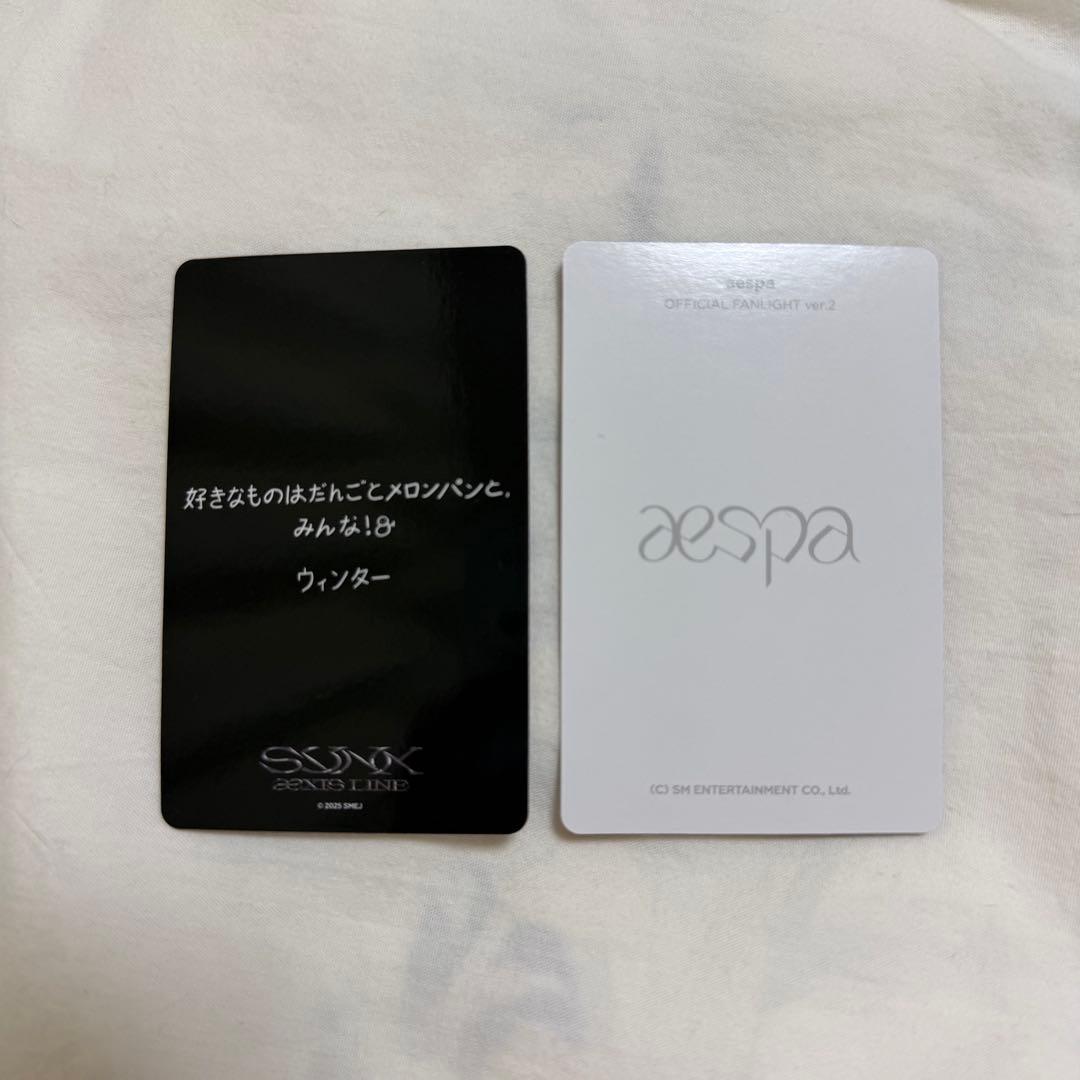 好きなものはだんごとメロンパンと、
みんな!
ウィンター
SYNK
æXIS LINE
© 2025 SMEJ
aespa
OFFICIAL FANLIGHT ver.2
aespa
(C) SM ENTERTAINMENT CO., Ltd.